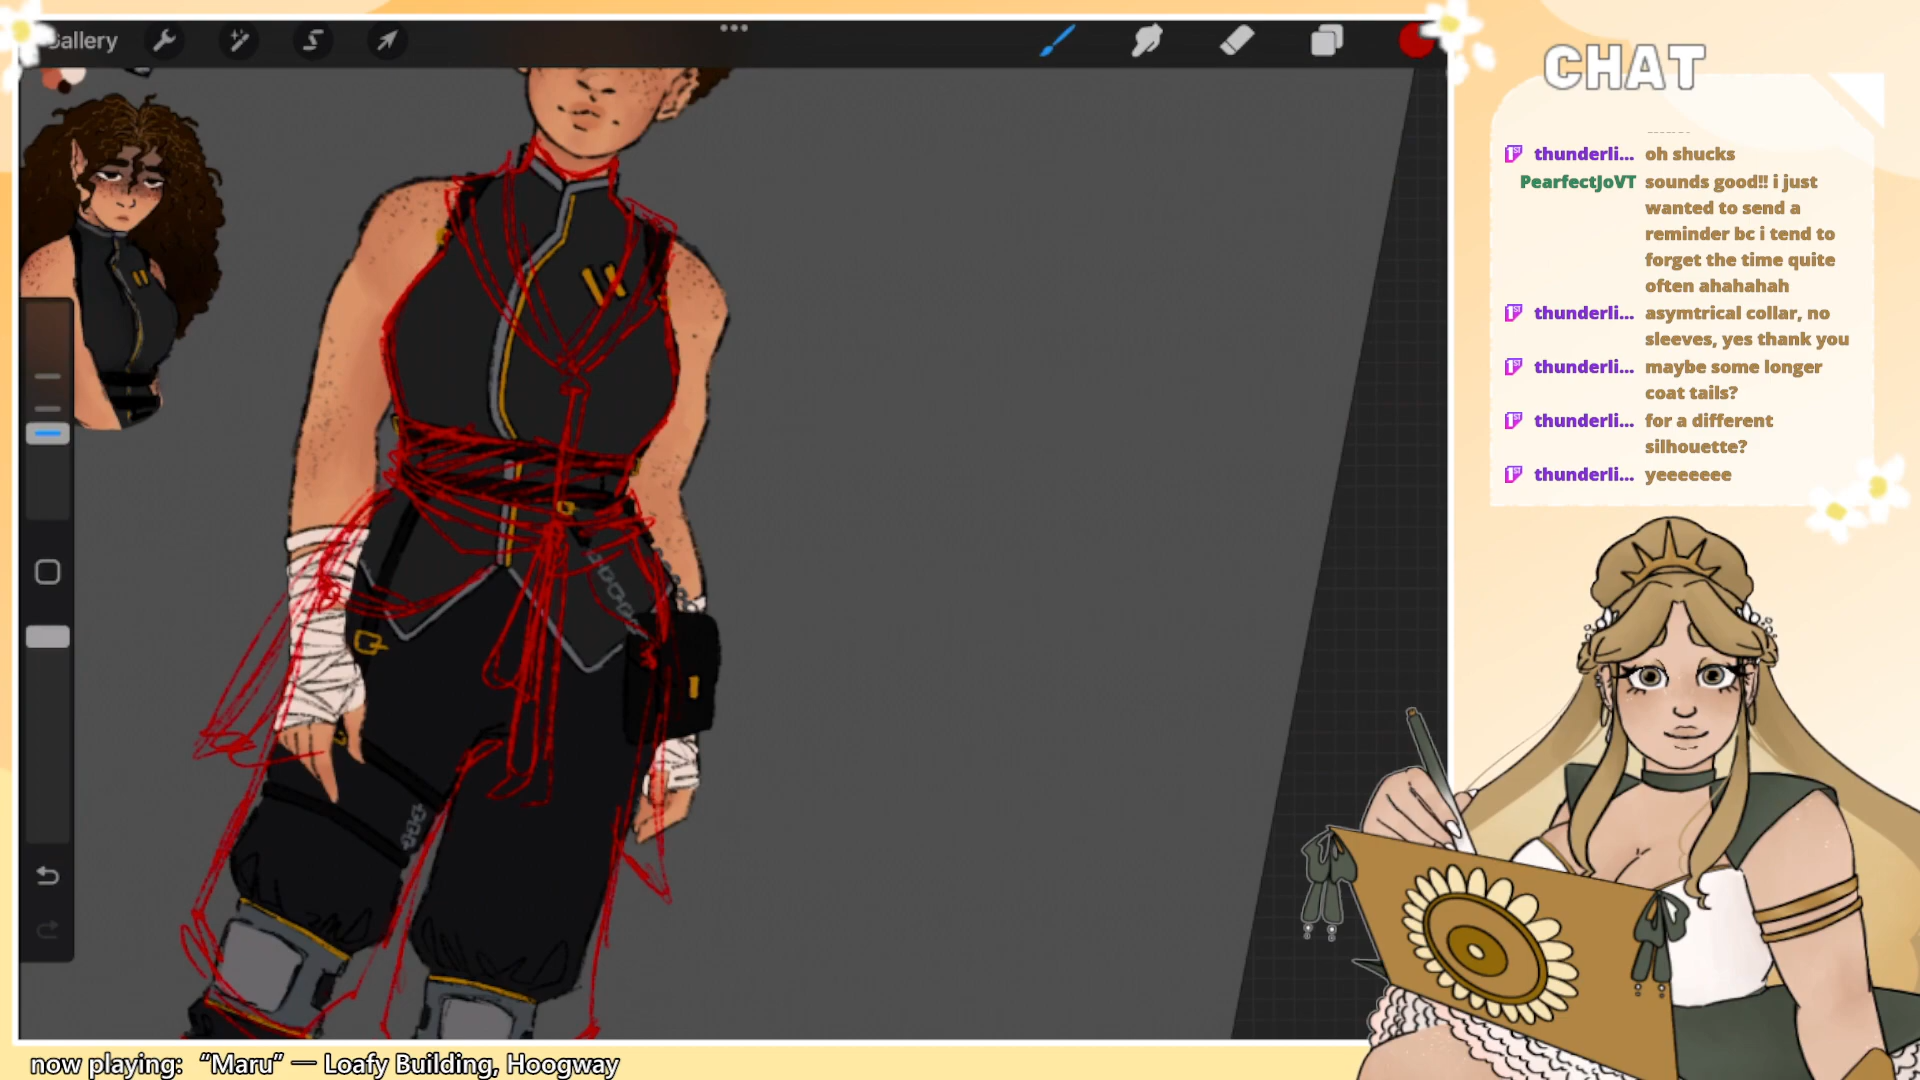 Gallery
CHAT
thunderli... oh shucks
PearfectJoVT sounds good!! i just
wanted to send a
reminder bc i tend to
forget the time quite
often ahahahah
thunderli... asymtrical collar, no
sleeves, yes thank you
thunderli... maybe some longer
coat tails?
thunderli... for a different
silhouette?
thunderli... yeeeeeee
now playing: “Maru” — Loafy Building, Hoogway